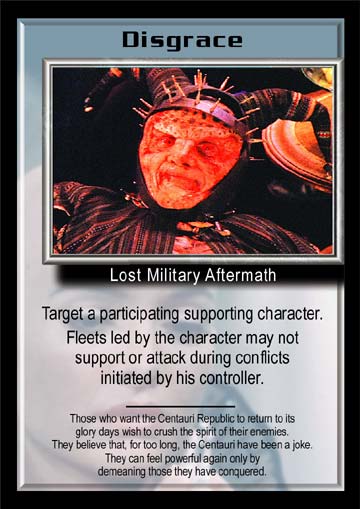 Disgrace
Lost Military Aftermath
Target a participating supporting character.
Fleets led by the character may not
support or attack during conflicts
initiated by his controller.
Those who want the Centauri Republic to return to its
glory days wish to crush the spirit of their enemies.
They believe that, for too long, the Centauri have been a joke.
They can feel powerful again only by
demeaning those they have conquered.